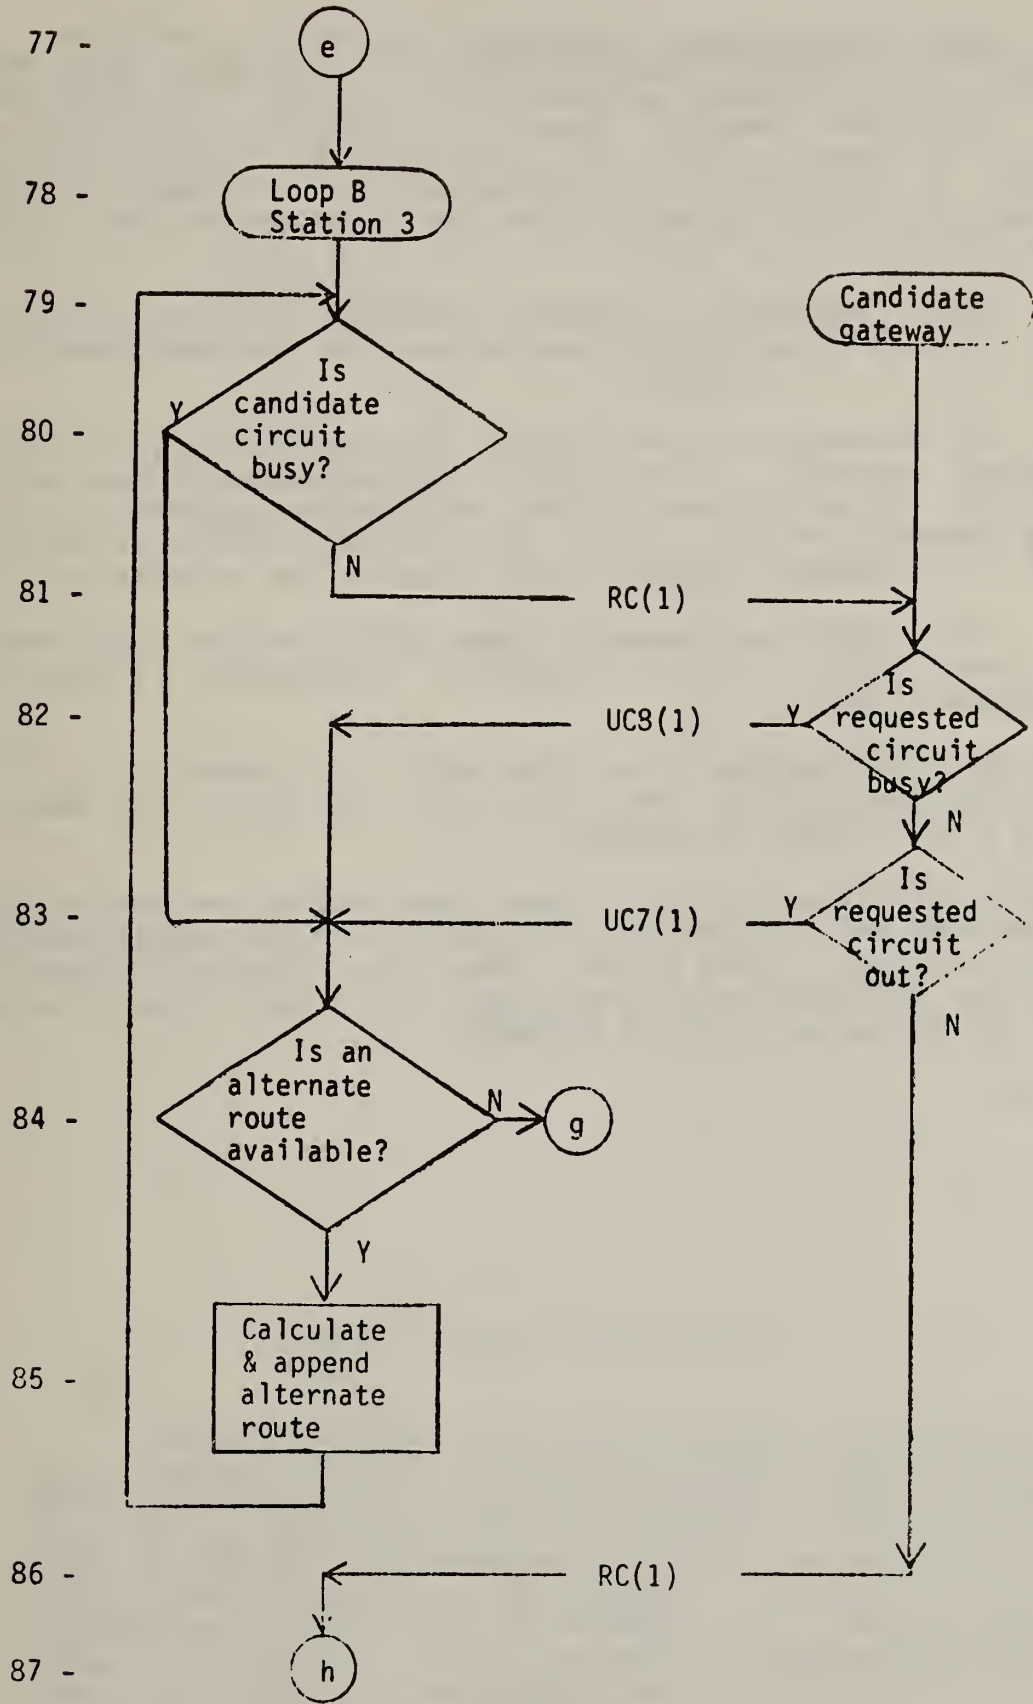 77 -
e
78 -
Loop B
Station 3
79 -
Candidate
gateway
Is
candidate
circuit
busy?
Y
80 -
N
81 -
RC(1)
82 -
UC8(1)
Y
Is
requested
circuit
busy?
N
83 -
UC7(1)
Y
Is
requested
circuit
out?
N
84 -
Is an
alternate
route
available?
N
g
Y
85 -
Calculate
& append
alternate
route
86 -
RC(1)
87 -
h